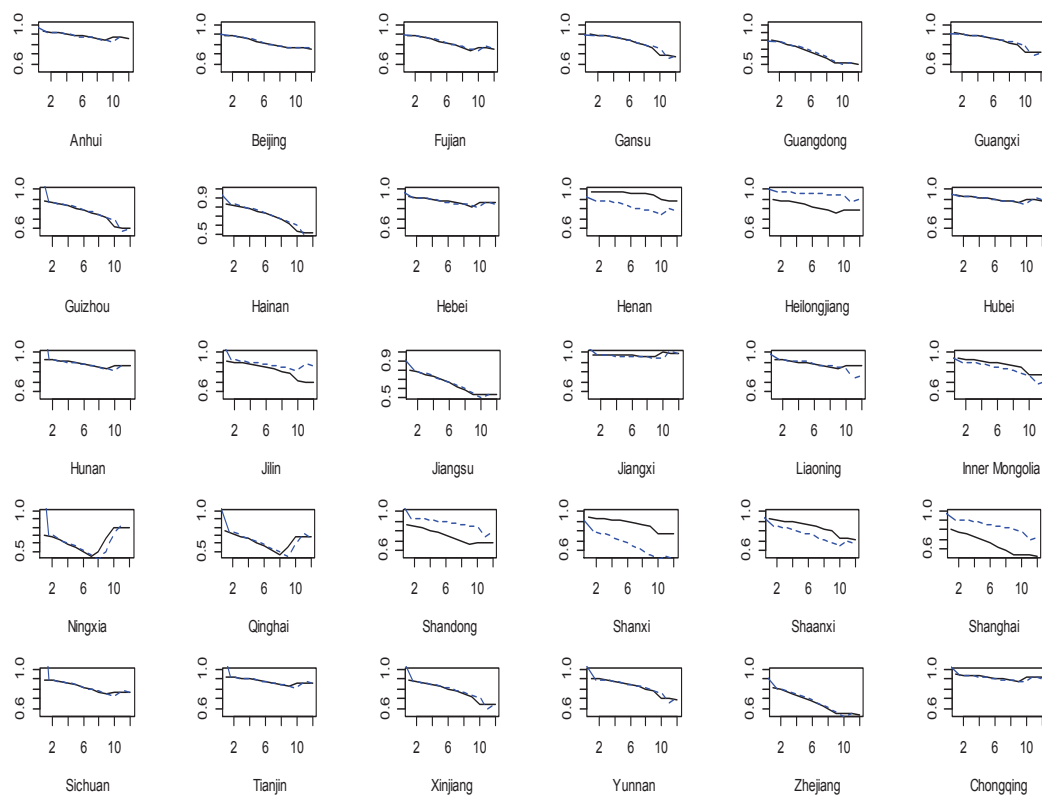 1.0 1.0 1.0 1.0 1.0 1.0
0.6 0.6 0.6 0.6 0.5 0.6
2 6 10 2 6 10 2 6 10 2 6 10 2 6 10 2 6 10
Anhui Beijing Fujian Gansu Guangdong Guangxi
1.0 0.9 1.0 1.0 1.0 1.0
0.6 0.5 0.6 0.6 0.6 0.6
2 6 10 2 6 10 2 6 10 2 6 10 2 6 10 2 6 10
Guizhou Hainan Hebei Henan Heilongjiang Hubei
1.0 1.0 0.9 1.0 1.0 1.0
0.6 0.6 0.5 0.6 0.6 0.6
2 6 10 2 6 10 2 6 10 2 6 10 2 6 10 2 6 10
Hunan Jilin Jiangsu Jiangxi Liaoning Inner Mongolia
1.0 1.0 1.0 1.0 1.0 1.0
0.5 0.5 0.6 0.6 0.6 0.6
2 6 10 2 6 10 2 6 10 2 6 10 2 6 10 2 6 10
Ningxia Qinghai Shandong Shanxi Shaanxi Shanghai
1.0 1.0 1.0 1.0 1.0 1.0
0.6 0.6 0.6 0.6 0.5 0.6
2 6 10 2 6 10 2 6 10 2 6 10 2 6 10 2 6 10
Sichuan Tianjin Xinjiang Yunnan Zhejiang Chongqing